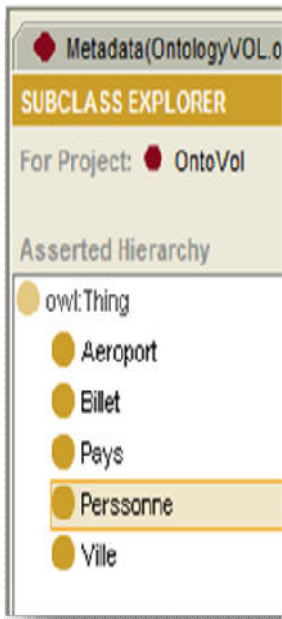 Metadata(OntologyVOL.o
SUBCLASS EXPLORER
For Project: OntoVol
Asserted Hierarchy
owl:Thing
Aeroport
Billet
Pays
Perssonne
Ville